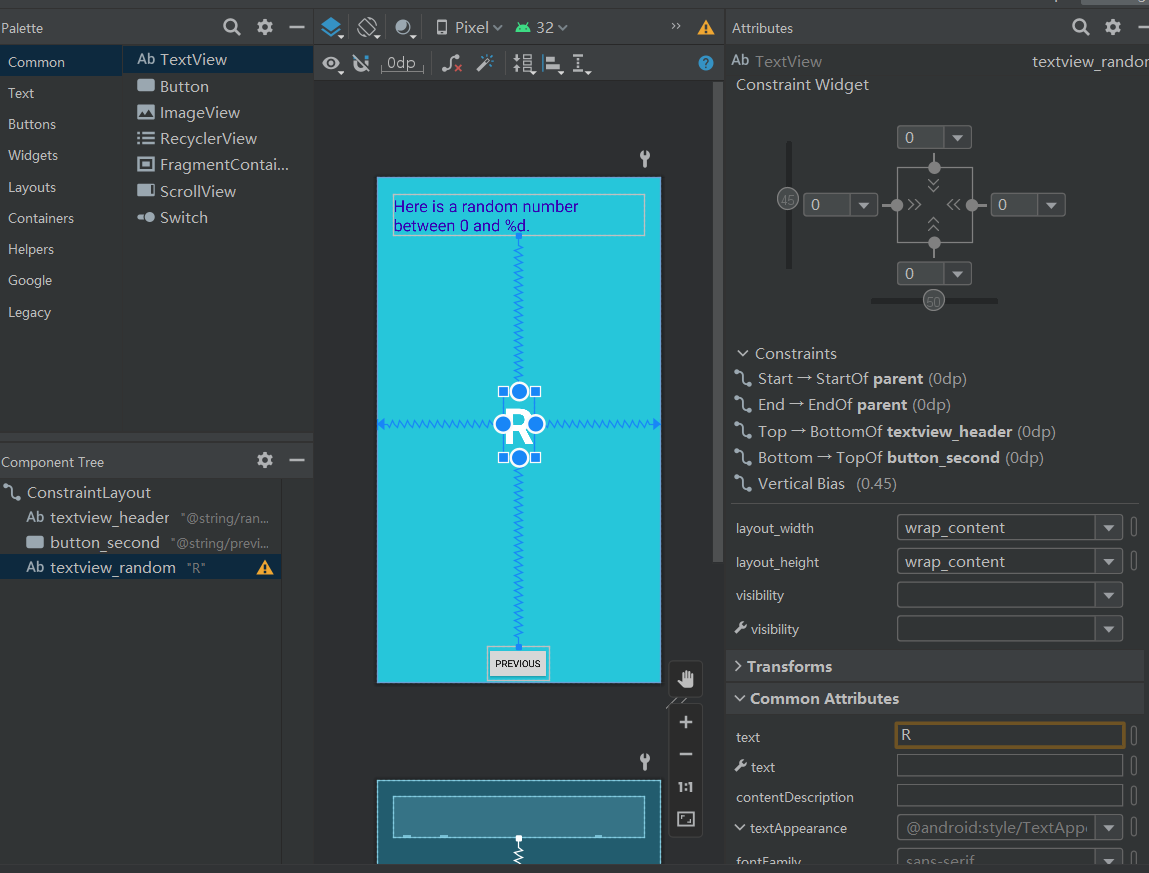 Palette
Common
Text
Buttons
Widgets
Layouts
Containers
Helpers
Google
Legacy
Ab TextView
Button
ImageView
RecyclerView
FragmentContai...
ScrollView
Switch
Component Tree
ConstraintLayout
Ab textview_header "@string/ran...
button_second "@string/previ...
Ab textview_random "R"
Pixel
32
»
0dp
?
Here is a random number
between 0 and %d.
R
PREVIOUS
1:1
Attributes
Ab TextView textview_random
Constraint Widget
0
45
0
0
0
50
Constraints
Start → StartOf parent (0dp)
End → EndOf parent (0dp)
Top → BottomOf textview_header (0dp)
Bottom → TopOf button_second (0dp)
Vertical Bias (0.45)
layout_width wrap_content
layout_height wrap_content
visibility
visibility
Transforms
Common Attributes
text R
text
contentDescription
textAppearance @android:style/TextAppe
fontFamily sans-serif